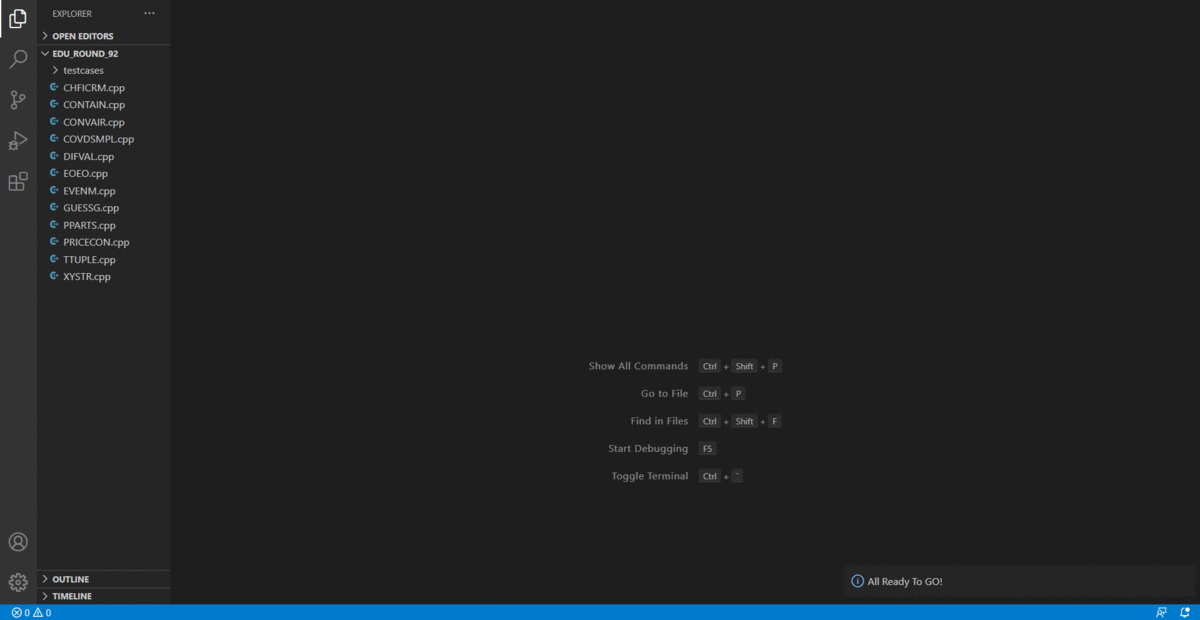 EXPLORER
OPEN EDITORS
EDU_ROUND_92
testcases
CHFICRM.cpp
CONTAIN.cpp
CONVAIR.cpp
COVDSMPL.cpp
DIFVAL.cpp
EOEO.cpp
EVENM.cpp
GUESSG.cpp
PPARTS.cpp
PRICECON.cpp
TTUPLE.cpp
XYSTR.cpp
Show All Commands Ctrl + Shift + P
Go to File Ctrl + P
Find in Files Ctrl + Shift + F
Start Debugging F5
Toggle Terminal Ctrl + `
OUTLINE
TIMELINE
All Ready To GO!
0 0